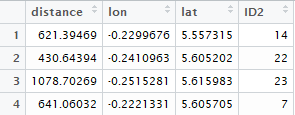 distance lon lat ID2
1 621.39469 -0.2299676 5.557315 14
2 430.64394 -0.2410963 5.605202 22
3 1078.70269 -0.2515281 5.615983 23
4 641.06032 -0.2221331 5.605705 7